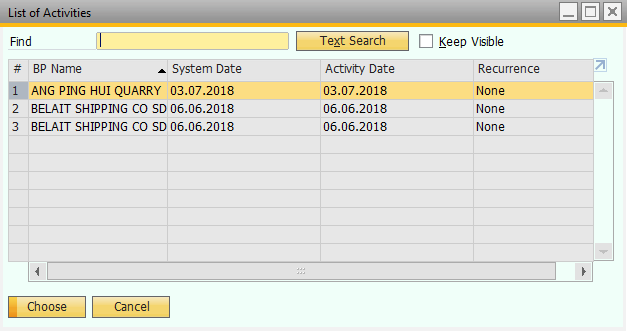 List of Activities
Find Text Search Keep Visible
# BP Name System Date Activity Date Recurrence
1 ANG PING HUI QUARRY 03.07.2018 03.07.2018 None
2 BELAIT SHIPPING CO SD 06.06.2018 06.06.2018 None
3 BELAIT SHIPPING CO SD 06.06.2018 06.06.2018 None
Choose Cancel